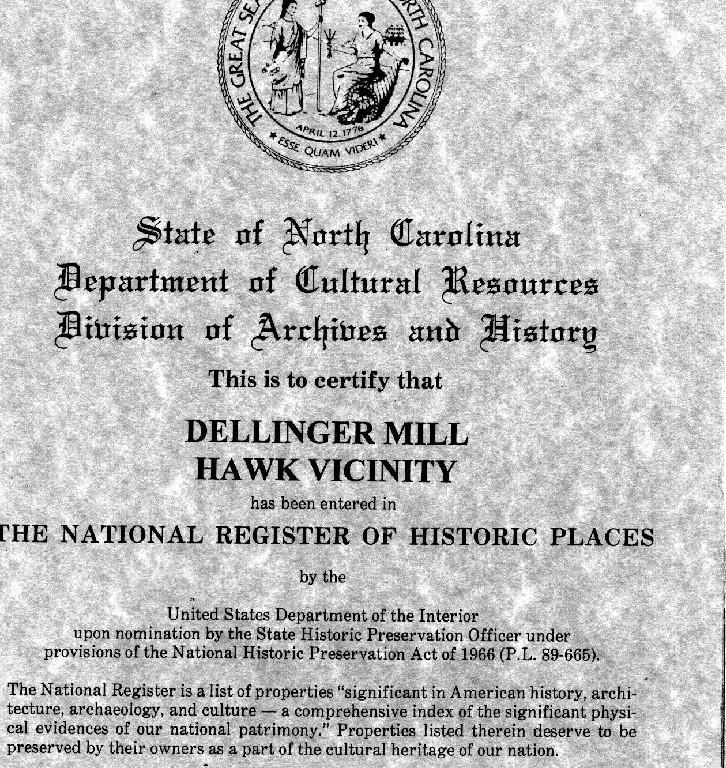 THE GREAT SEA
RTH CAROLINA
APRIL 12 1776
★ ESSE QUAM VIDERI ★
State of North Carolina
Department of Cultural Resources
Division of Archives and History
This is to certify that
DELLINGER MILL
HAWK VICINITY
has been entered in
THE NATIONAL REGISTER OF HISTORIC PLACES
by the
United States Department of the Interior
upon nomination by the State Historic Preservation Officer under
provisions of the National Historic Preservation Act of 1966 (P.L. 89-665).
The National Register is a list of properties “significant in American history, archi-
tecture, archaeology, and culture — a comprehensive index of the significant physi-
cal evidences of our national patrimony.” Properties listed therein deserve to be
preserved by their owners as a part of the cultural heritage of our nation.